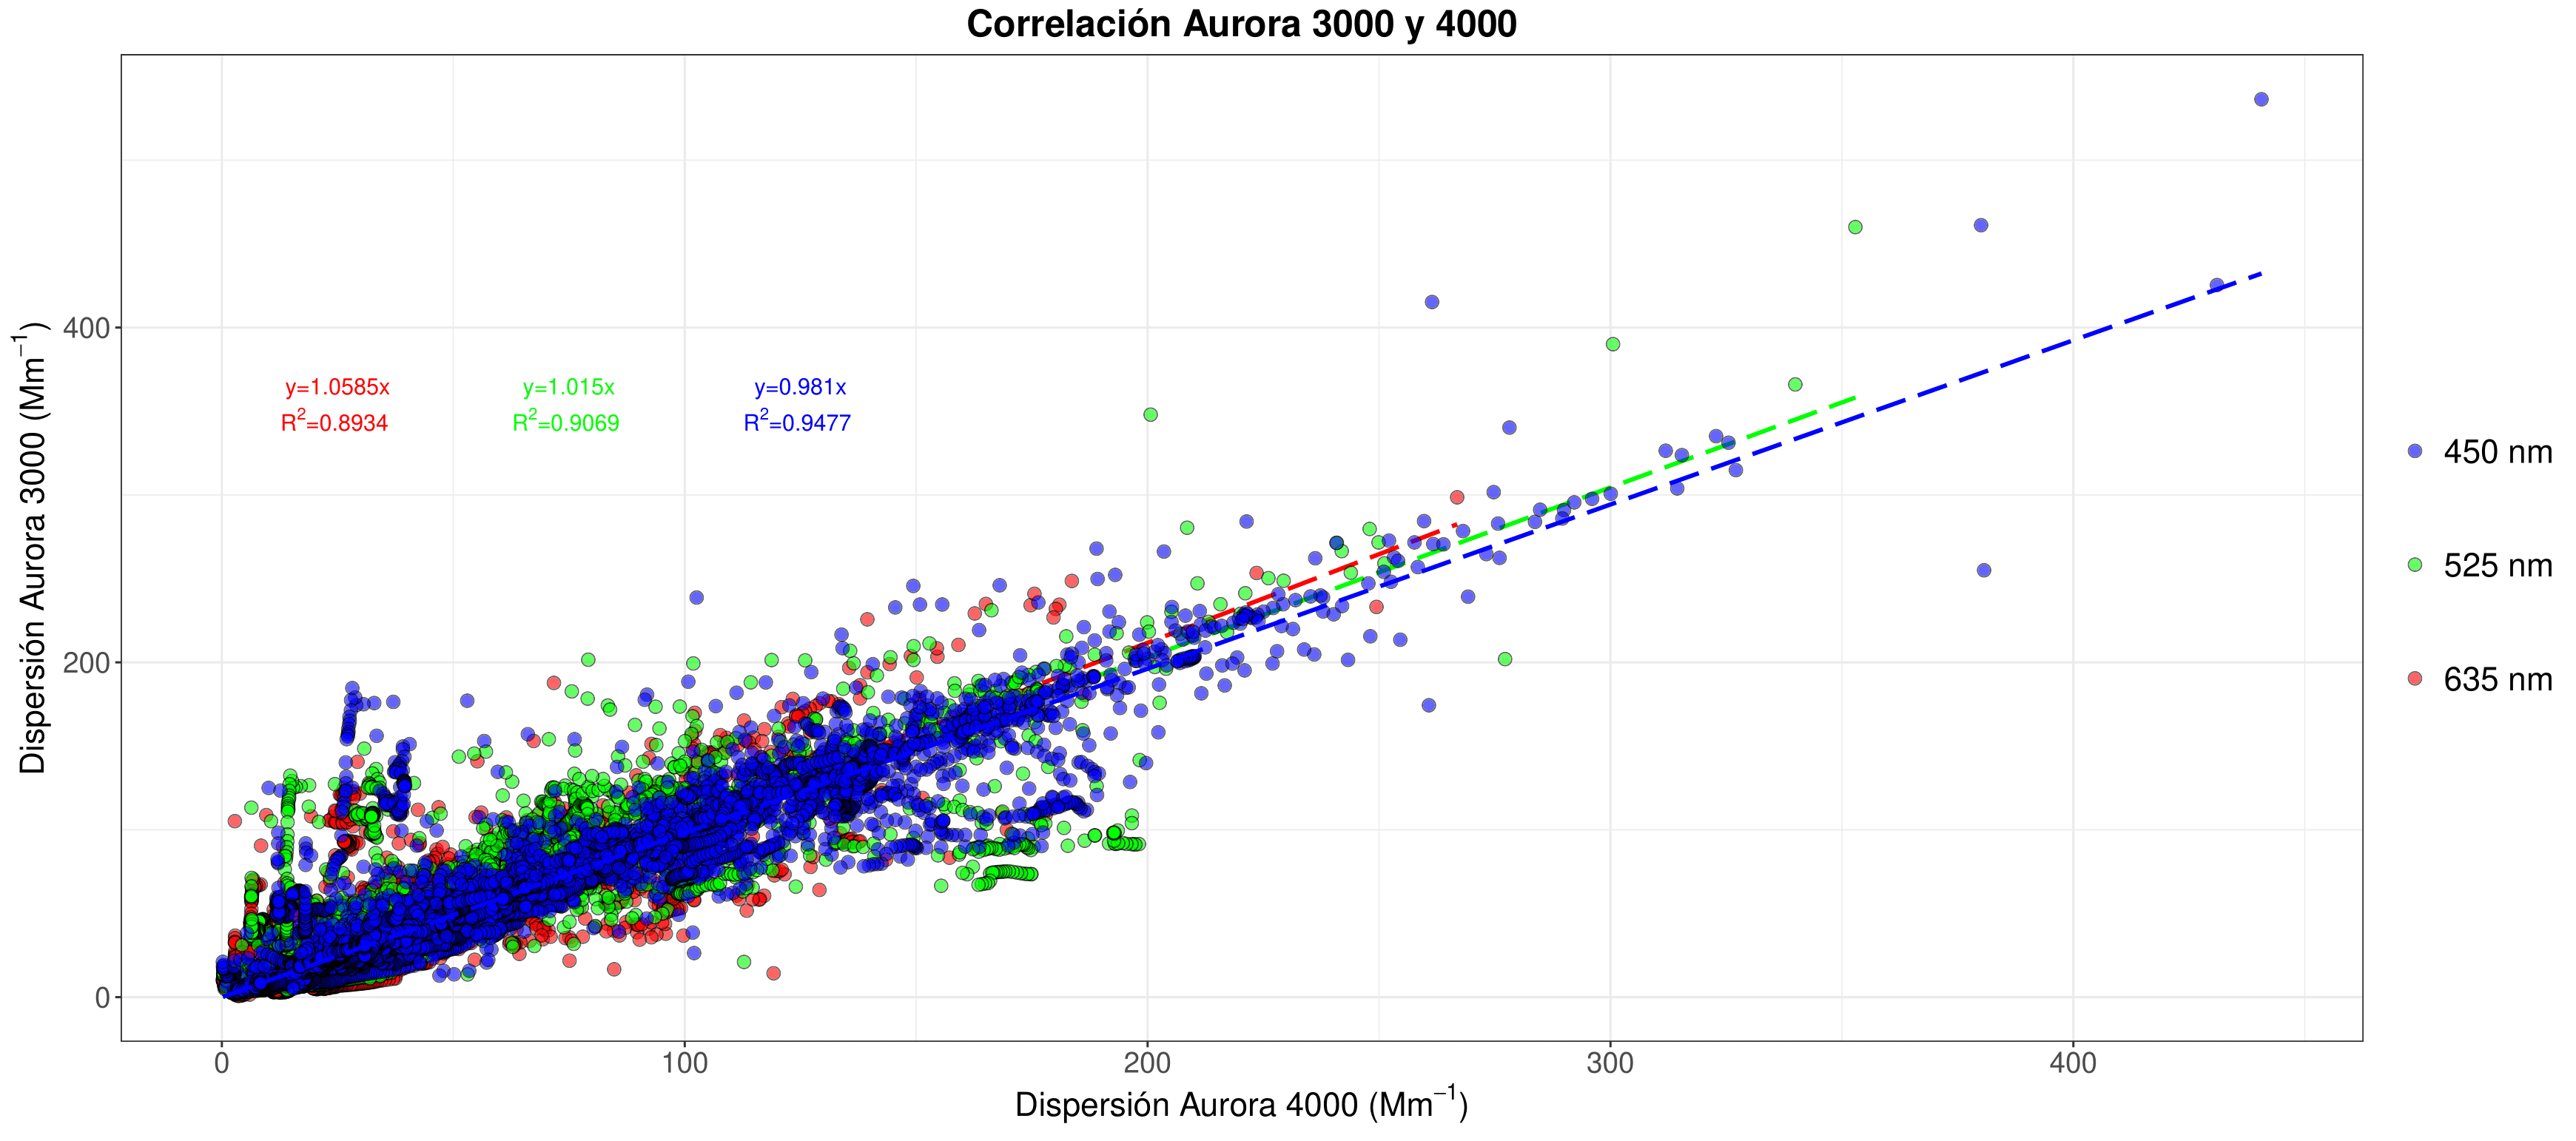 Correlación Aurora 3000 y 4000
Dispersión Aurora 3000 (Mm⁻¹)
400
200
0
y=1.0585x y=1.015x y=0.981x
R²=0.8934 R²=0.9069 R²=0.9477
450 nm
525 nm
635 nm
0 100 200 300 400
Dispersión Aurora 4000 (Mm⁻¹)